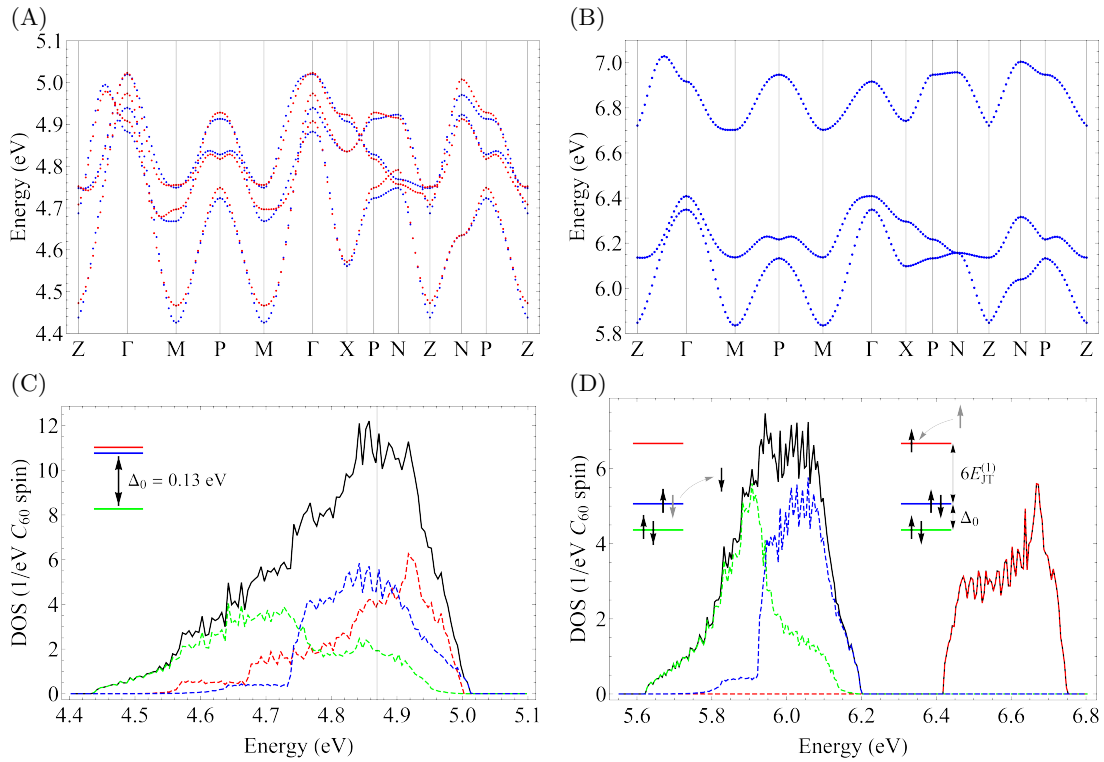 (A)
5.1
5.0
4.9
4.8
4.7
4.6
4.5
4.4
Energy (eV)
Z Γ M P M Γ X P N Z N P Z
(B)
7.0
6.8
6.6
6.4
6.2
6.0
5.8
Energy (eV)
Z Γ M P M Γ X P N Z N P Z
(C)
12
10
8
6
4
2
0
DOS (1/eV C60 spin)
Δ0 = 0.13 eV
4.4 4.5 4.6 4.7 4.8 4.9 5.0 5.1
Energy (eV)
(D)
6
4
2
0
DOS (1/eV C60 spin)
6E(1)JT
Δ0
5.6 5.8 6.0 6.2 6.4 6.6 6.8
Energy (eV)